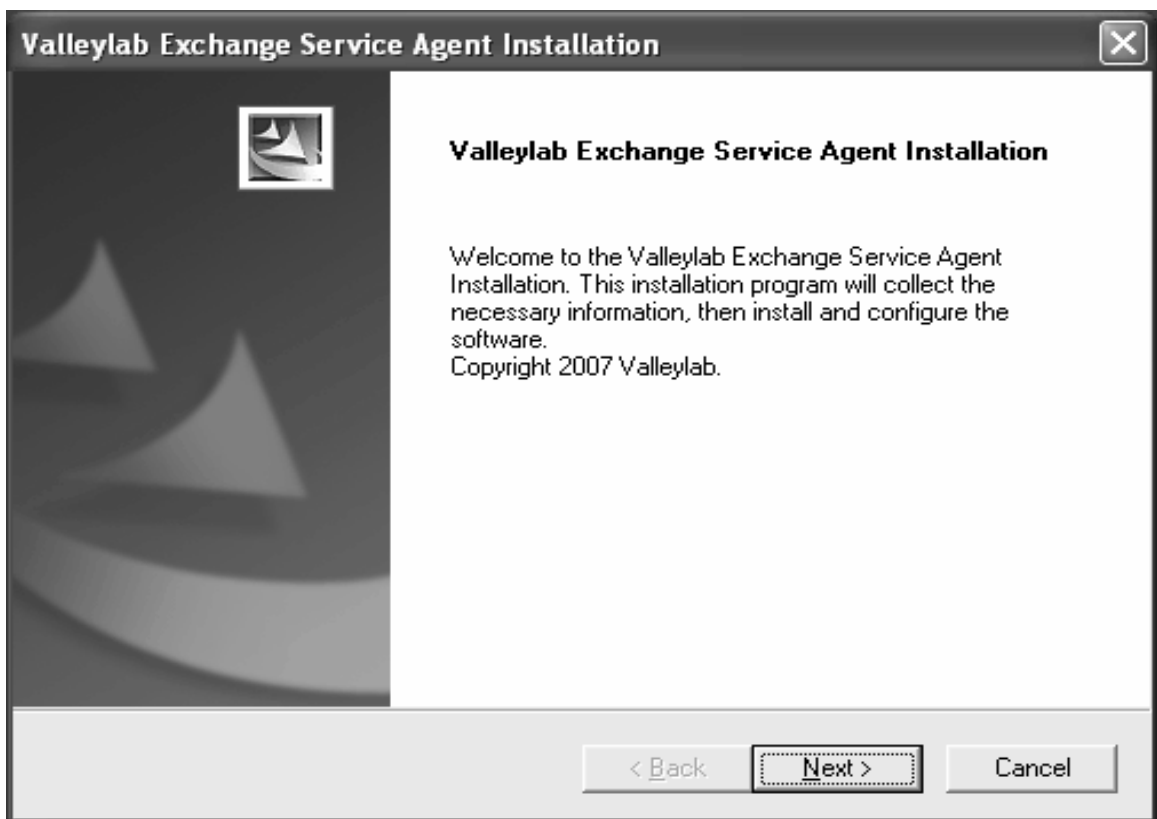 Valleylab Exchange Service Agent Installation
Valleylab Exchange Service Agent Installation
Welcome to the Valleylab Exchange Service Agent
Installation. This installation program will collect the
necessary information, then install and configure the
software.
Copyright 2007 Valleylab.
< Back
Next >
Cancel